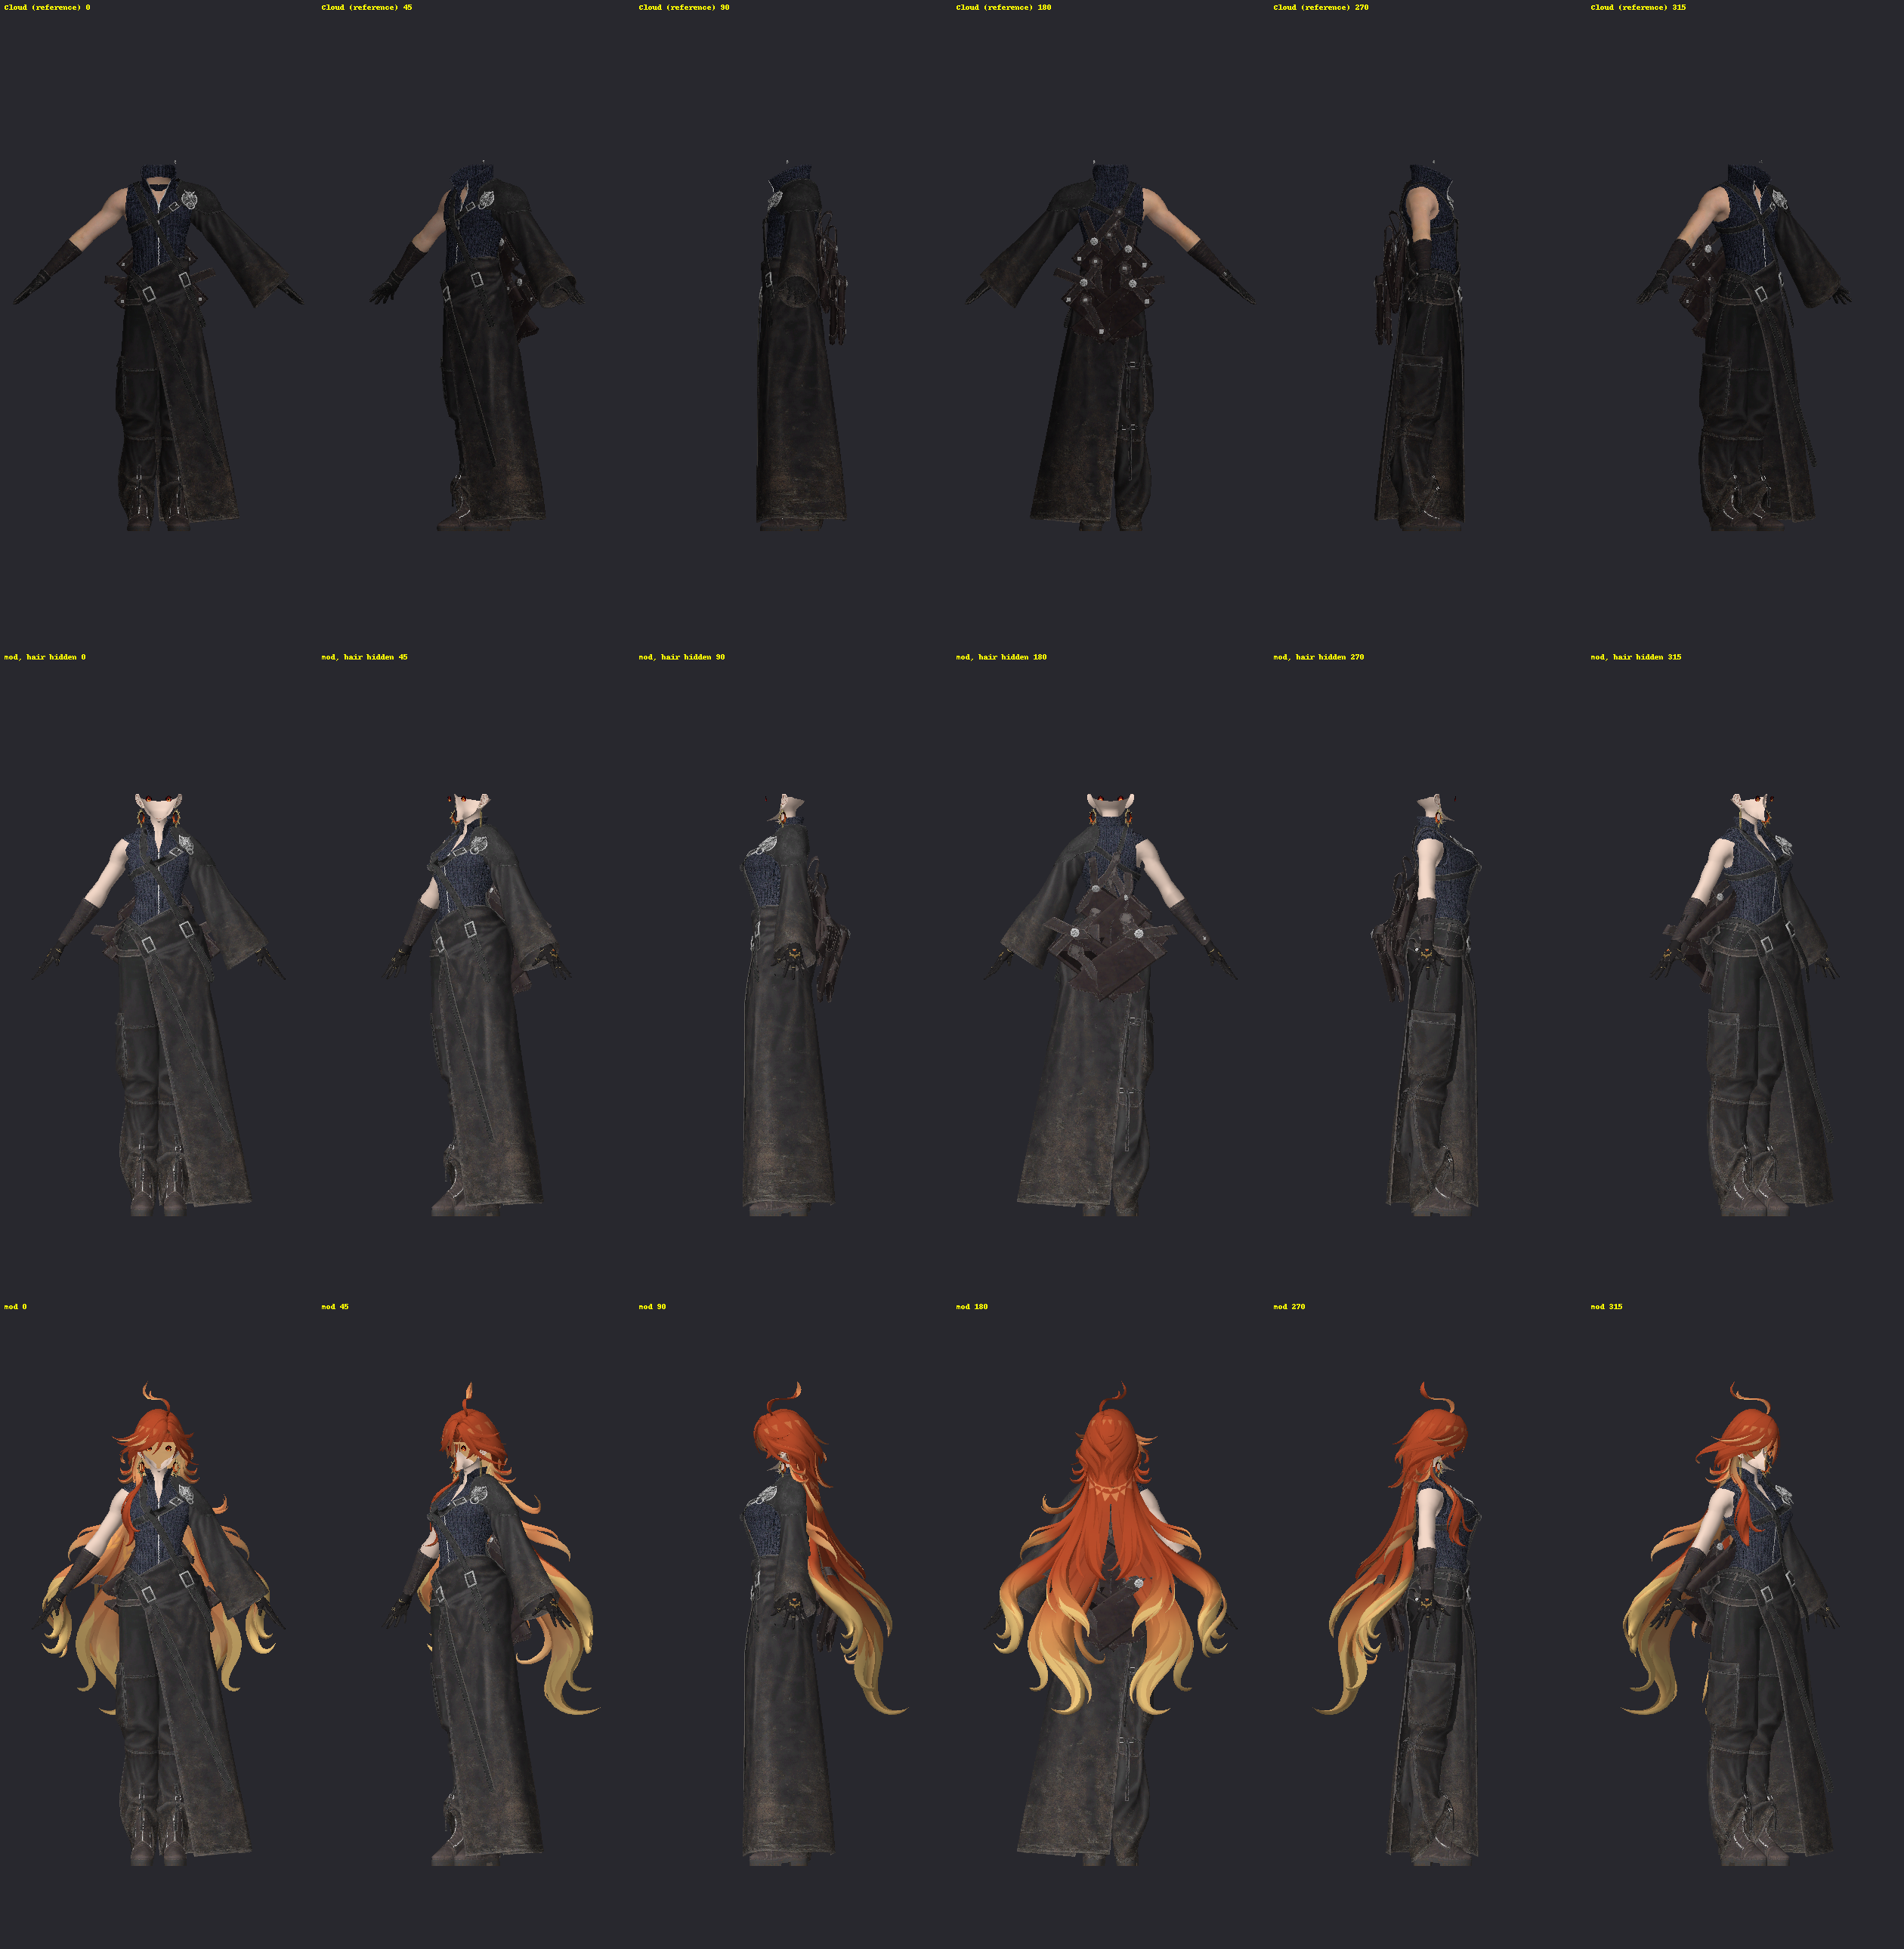 Cloud (reference) 0
Cloud (reference) 45
Cloud (reference) 90
Cloud (reference) 180
Cloud (reference) 270
Cloud (reference) 315
mod, hair hidden 0
mod, hair hidden 45
mod, hair hidden 90
mod, hair hidden 180
mod, hair hidden 270
mod, hair hidden 315
mod 0
mod 45
mod 90
mod 180
mod 270
mod 315